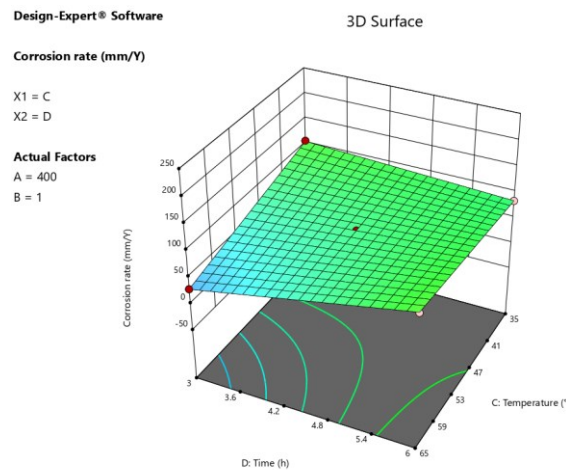 Design-Expert® Software
3D Surface
Corrosion rate (mm/Y)
X1 = C
X2 = D
Actual Factors
A = 400
B = 1
250
200
150
100
50
0
-50
Corrosion rate (mm/Y)
3
3.6
4.2
4.8
5.4
6
D: Time (h)
65
59
53
47
41
35
C: Temperature (°